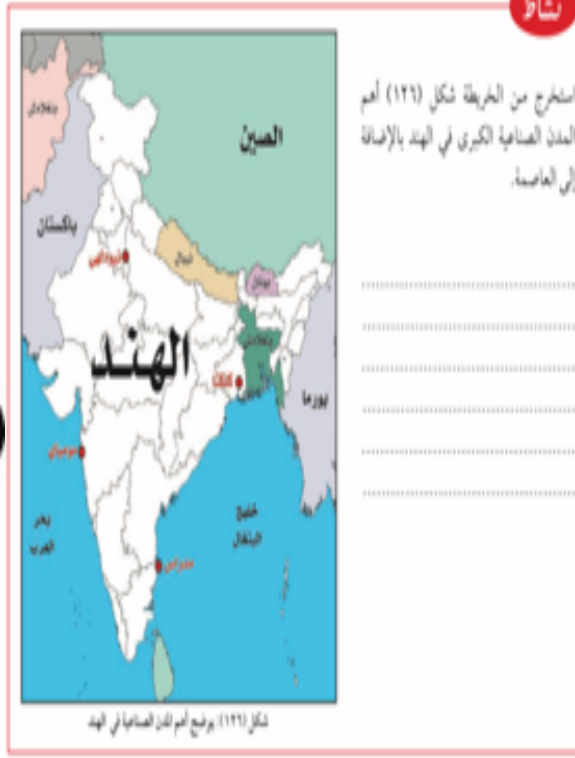 نشاط
استخرج من الخريطة شكل (١٢٦) أهم
المدن الصناعية الكبرى في الهند بالإضافة
إلى العاصمة.
الصين
باكستان
نيبال
نيودلهي
الهند
كلكتا
بورما
مومباي
بحر
العرب
خليج
البنغال
مدراس
شكل (١٢٦): يوضح أهم المدن الصناعية في الهند